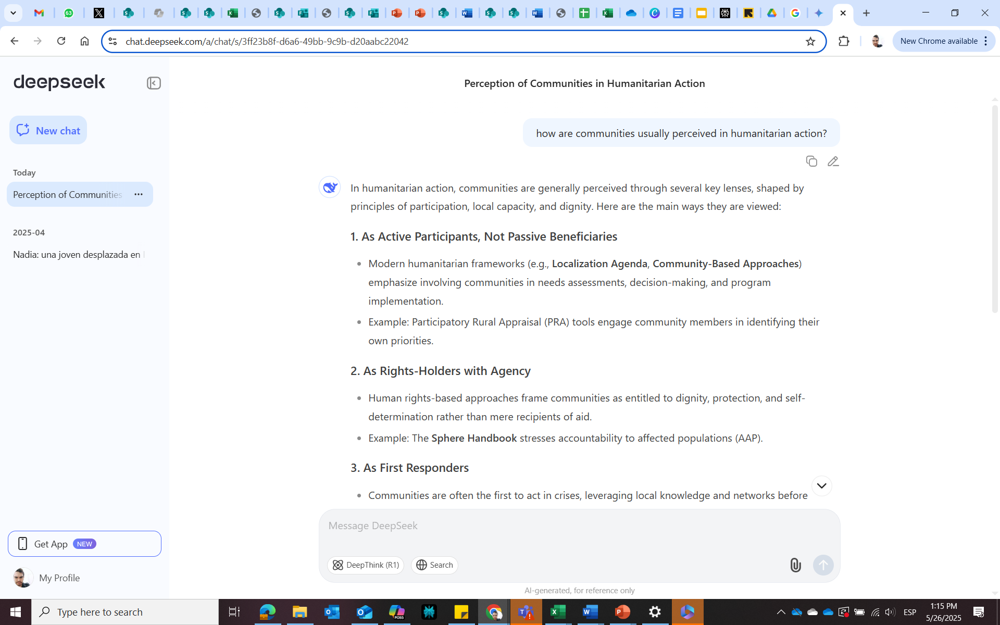 63
chat.deepseek.com/a/chat/s/3ff23b8f-d6a6-49bb-9c9b-d20aabc22042
New Chrome available
deepseek
New chat
Today
Perception of Communities
2025-04
Nadia: una joven desplazada en
Get App NEW
My Profile
Perception of Communities in Humanitarian Action
how are communities usually perceived in humanitarian action?
In humanitarian action, communities are generally perceived through several key lenses, shaped by
principles of participation, local capacity, and dignity. Here are the main ways they are viewed:
1. As Active Participants, Not Passive Beneficiaries
Modern humanitarian frameworks (e.g., Localization Agenda, Community-Based Approaches)
emphasize involving communities in needs assessments, decision-making, and program
implementation.
Example: Participatory Rural Appraisal (PRA) tools engage community members in identifying their
own priorities.
2. As Rights-Holders with Agency
Human rights-based approaches frame communities as entitled to dignity, protection, and self-
determination rather than mere recipients of aid.
Example: The Sphere Handbook stresses accountability to affected populations (AAP).
3. As First Responders
Communities are often the first to act in crises, leveraging local knowledge and networks before
Message DeepSeek
DeepThink (R1)
Search
AI-generated, for reference only
Type here to search
M365
ESP
1:15 PM
5/26/2025